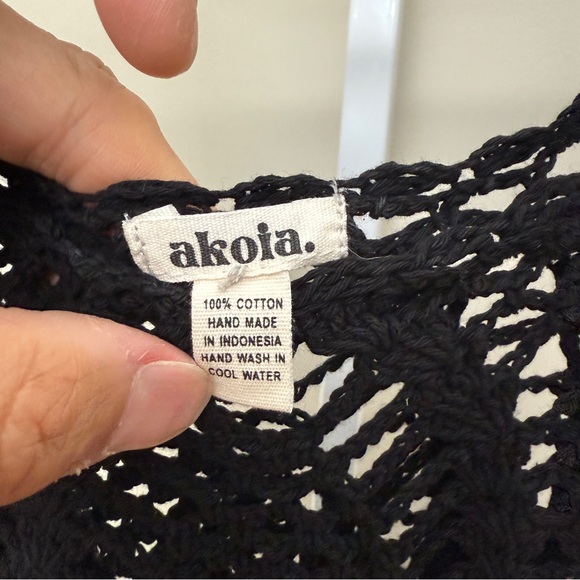 akoia.
100% COTTON
HAND MADE
IN INDONESIA
HAND WASH IN
COOL WATER